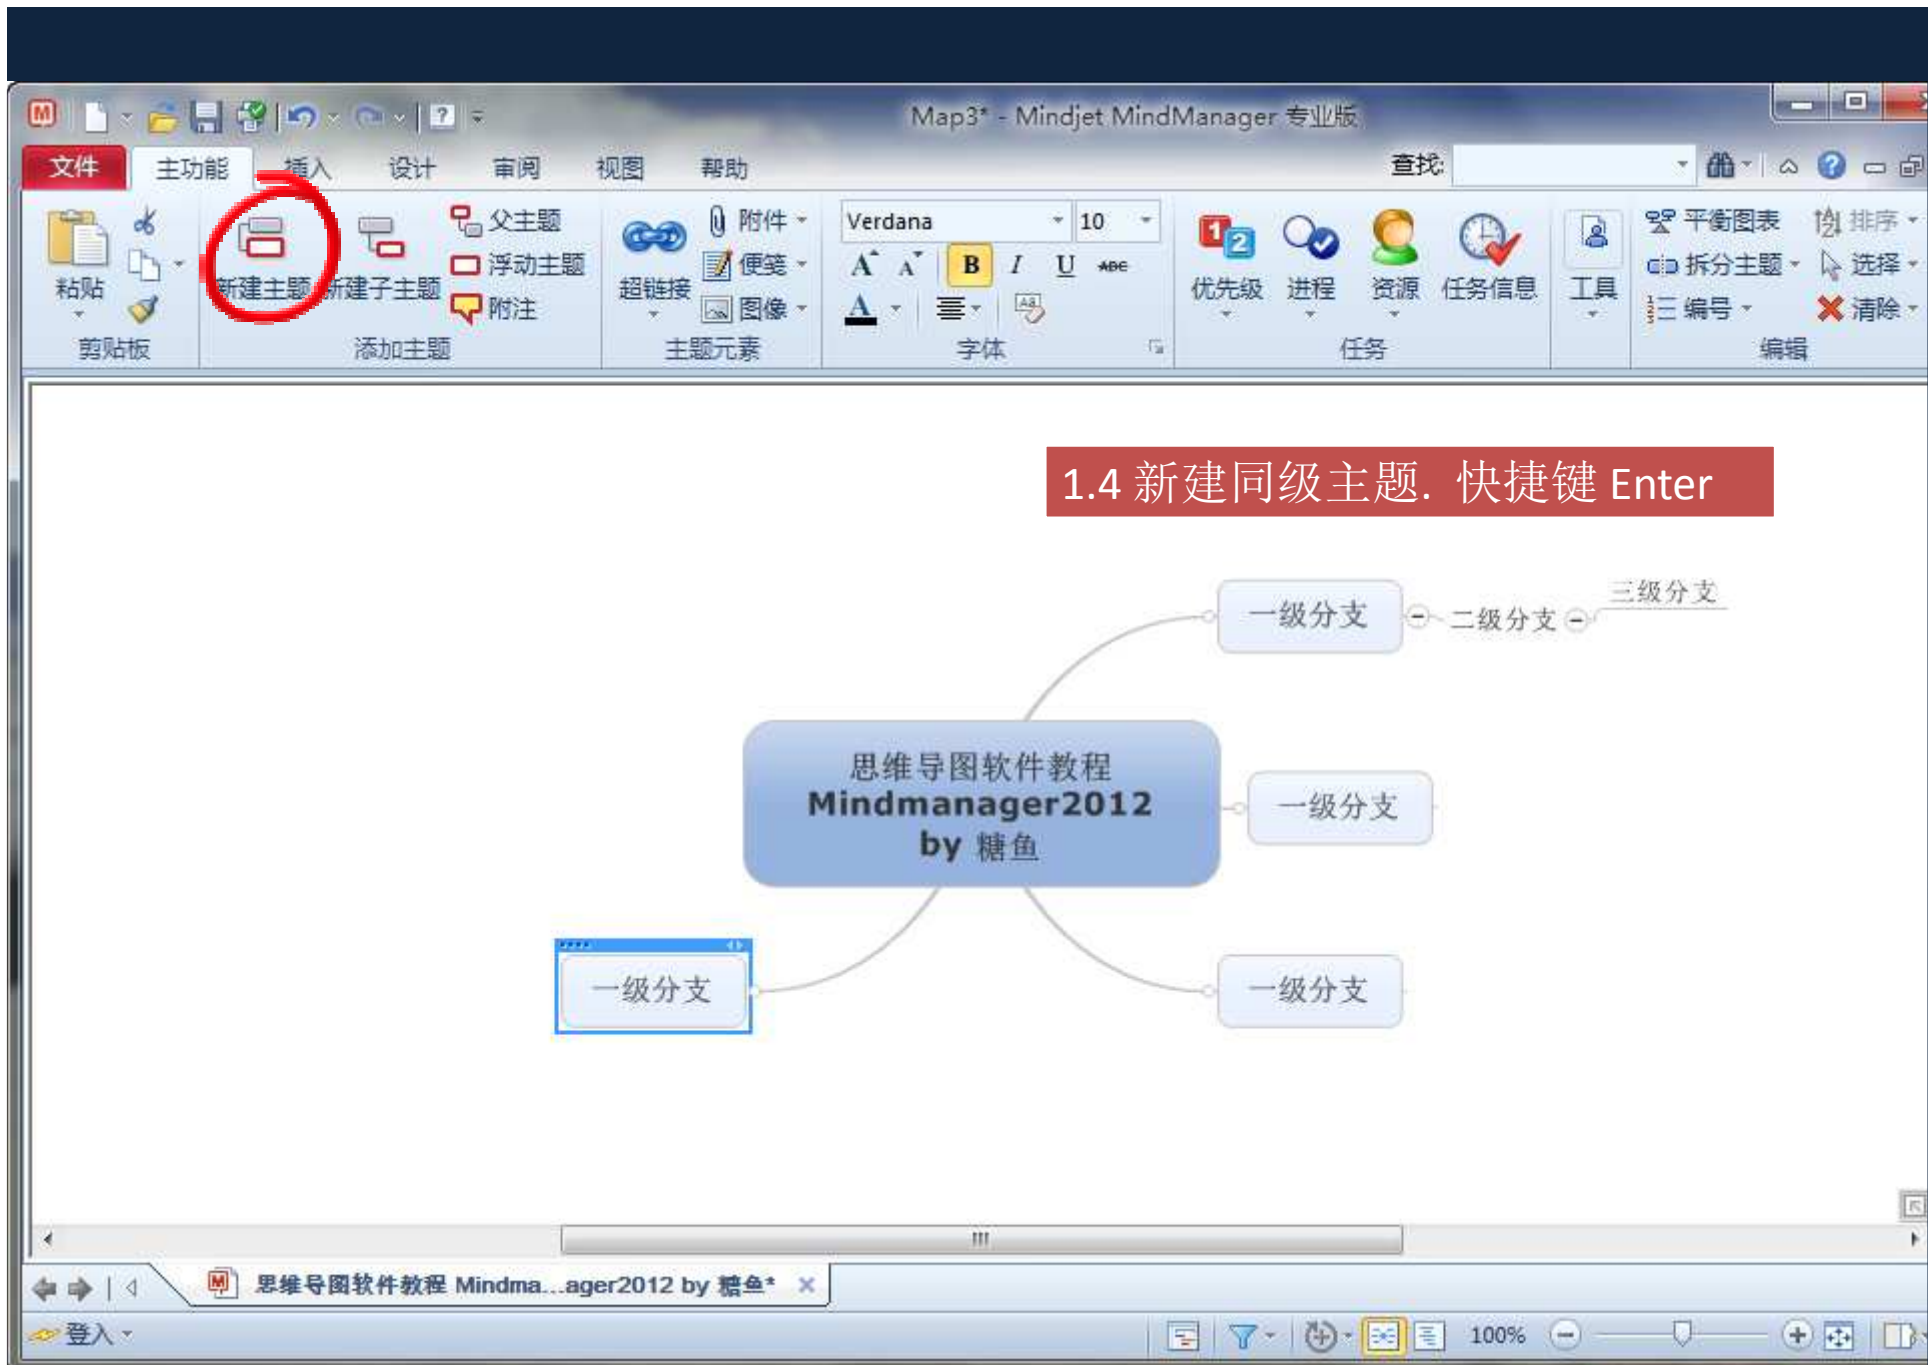 Map3* - Mindjet MindManager 专业版
文件 主功能 插入 设计 审阅 视图 帮助 查找:
粘贴
剪贴板
新建主题 新建子主题
父主题
浮动主题
附注
添加主题
超链接
附件
便笺
图像
主题元素
Verdana 10
A A B I U ABC
A
字体
优先级 进程 资源 任务信息
任务
工具
平衡图表 排序
拆分主题 选择
编号 清除
编辑
1.4 新建同级主题. 快捷键 Enter
一级分支 二级分支 三级分支
思维导图软件教程
Mindmanager2012
by 糖鱼
一级分支
一级分支
一级分支
思维导图软件教程 Mindma...ager2012 by 糖鱼*
登入
100%